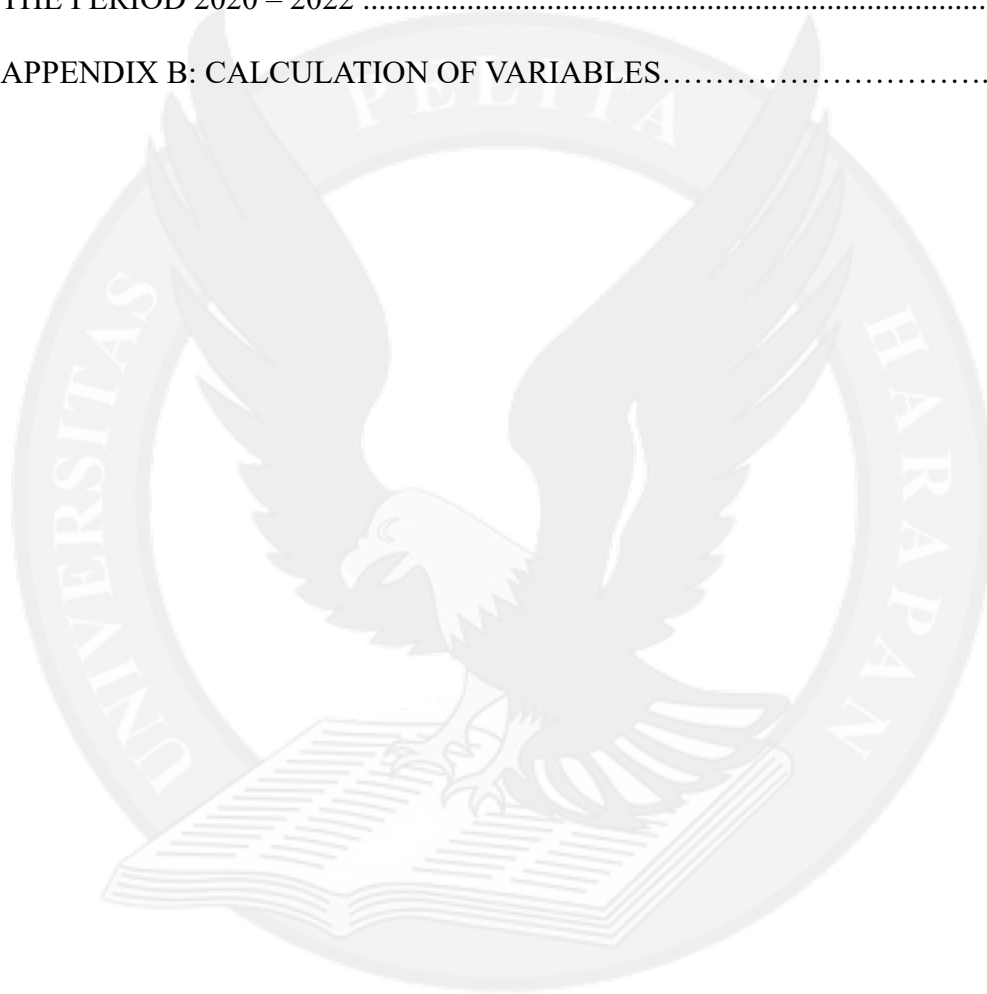 THE PERIOD 2020 – 2022 ...............................................................................
APPENDIX B: CALCULATION OF VARIABLES…………………………..
PELITA
UNIVERSITAS
HARAPAN